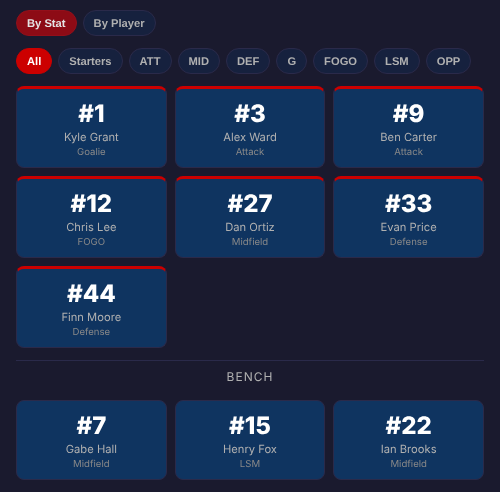 By Stat By Player
All Starters ATT MID DEF G FOGO LSM OPP
#1 #3 #9
Kyle Grant Alex Ward Ben Carter
Goalie Attack Attack
#12 #27 #33
Chris Lee Dan Ortiz Evan Price
FOGO Midfield Defense
#44
Finn Moore
Defense
BENCH
#7 #15 #22
Gabe Hall Henry Fox Ian Brooks
Midfield LSM Midfield